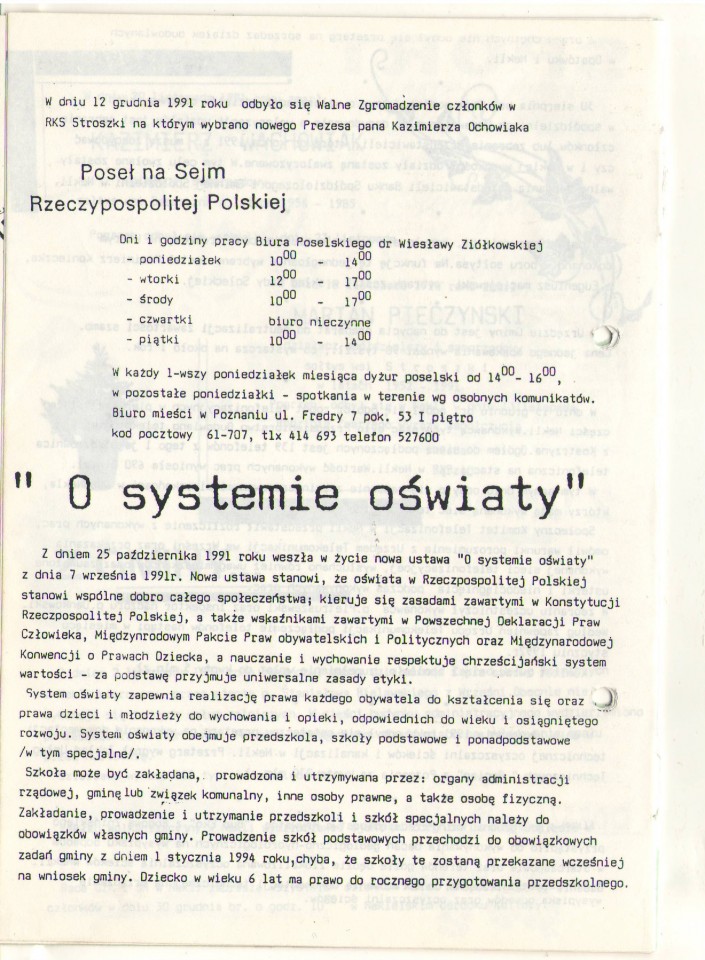 W dniu 12 grudnia 1991 roku odbyło się Walne Zgromadzenie członków w
RKS Stroszki na którym wybrano nowego Prezesa pana Kazimierza Ochowiaka
Poseł na Sejm
Rzeczypospolitej Polskiej
Dni i godziny pracy Biura Poselskiego dr Wiesławy Ziółkowskiej
- poniedziałek 10⁰⁰ - 14⁰⁰
- wtorki 12⁰⁰ - 17⁰⁰
- środy 10⁰⁰ - 17⁰⁰
- czwartki biuro nieczynne
- piątki 10⁰⁰ - 14⁰⁰
W każdy 1-wszy poniedziałek miesiąca dyżur poselski od 14⁰⁰- 16⁰⁰,
w pozostałe poniedziałki - spotkania w terenie wg osobnych komunikatów.
Biuro mieści w Poznaniu ul. Fredry 7 pok. 53 I piętro
kod pocztowy 61-707, tlx 414 693 telefon 527600
" O systemie oświaty"
Z dniem 25 października 1991 roku weszła w życie nowa ustawa "O systemie oświaty"
z dnia 7 września 1991r. Nowa ustawa stanowi, że oświata w Rzeczpospolitej Polskiej
stanowi wspólne dobro całego społeczeństwa; kieruje się zasadami zawartymi w Konstytucji
Rzeczpospolitej Polskiej, a także wskaźnikami zawartymi w Powszechnej Deklaracji Praw
Człowieka, Międzynrodowym Pakcie Praw obywatelskich i Politycznych oraz Międzynarodowej
Konwencji o Prawach Dziecka, a nauczanie i wychowanie respektuje chrześcijański system
wartości - za podstawę przyjmuje uniwersalne zasady etyki.
System oświaty zapewnia realizację prawa każdego obywatela do kształcenia się oraz
prawa dzieci i młodzieży do wychowania i opieki, odpowiednich do wieku i osiągniętego
rozwoju. System oświaty obejmuje przedszkola, szkoły podstawowe i ponadpodstawowe
/w tym specjalne/.
Szkoła może być zakładana, prowadzona i utrzymywana przez: organy administracji
rządowej, gminę lub związek komunalny, inne osoby prawne, a także osobę fizyczną.
Zakładanie, prowadzenie i utrzymanie przedszkoli i szkół specjalnych należy do
obowiązków własnych gminy. Prowadzenie szkół podstawowych przechodzi do obowiązkowych
zadań gminy z dniem 1 stycznia 1994 roku,chyba, że szkoły te zostaną przekazane wcześniej
na wniosek gminy. Dziecko w wieku 6 lat ma prawo do rocznego przygotowania przedszkolnego.